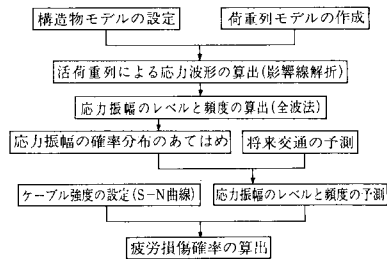 構造物モデルの設定
荷重列モデルの作成
活荷重列による応力波形の算出(影響線解折)
応力振幅のレベルと頻度の算出(全波法)
応力振幅の確率分布のあてはめ
将来交通の予測
ケーブル強度の設定(S-N曲線)
応力振幅のレベルと頻度の予測
疲労損傷確率の算出